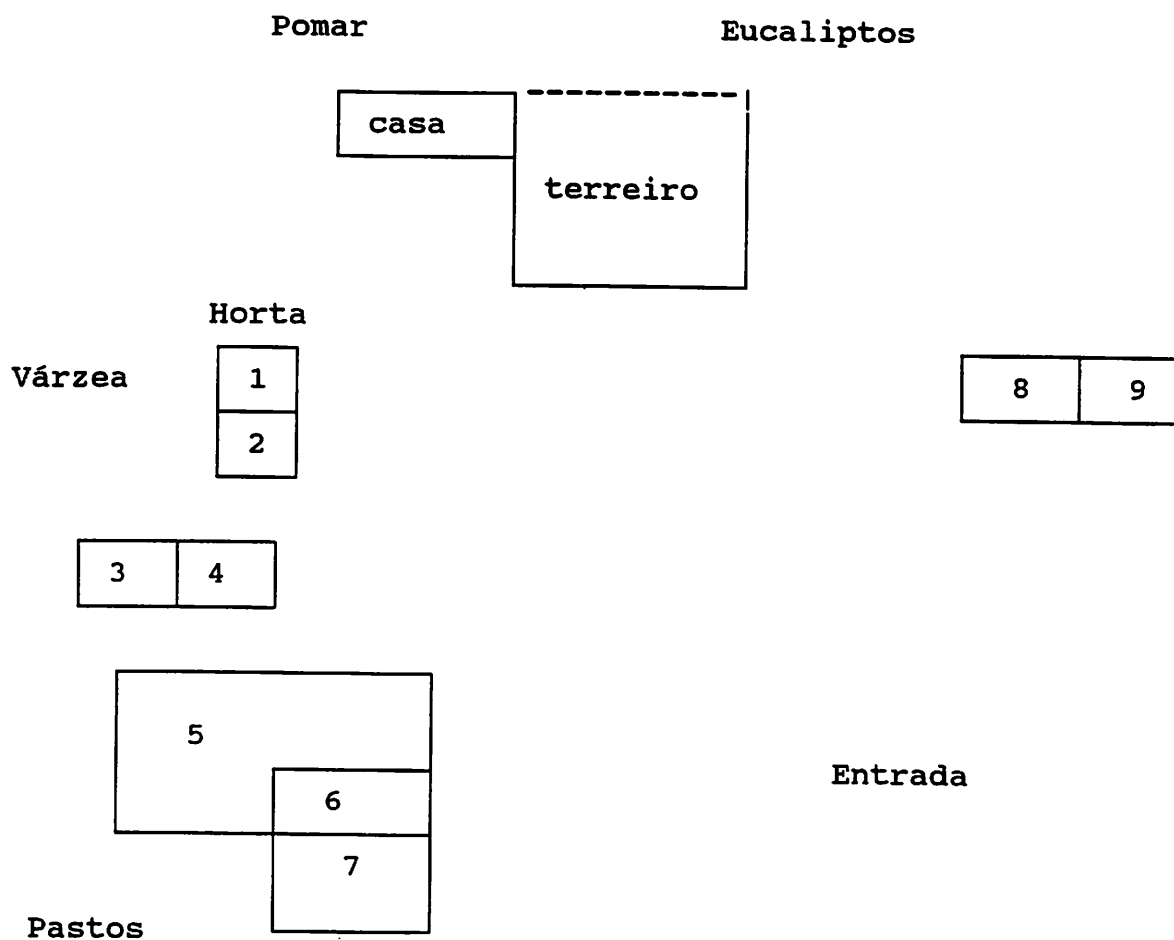 Pomar Eucaliptos
casa
terreiro
Horta
Várzea 1 8 9
2
3 4
5
Entrada
6
7
Pastos